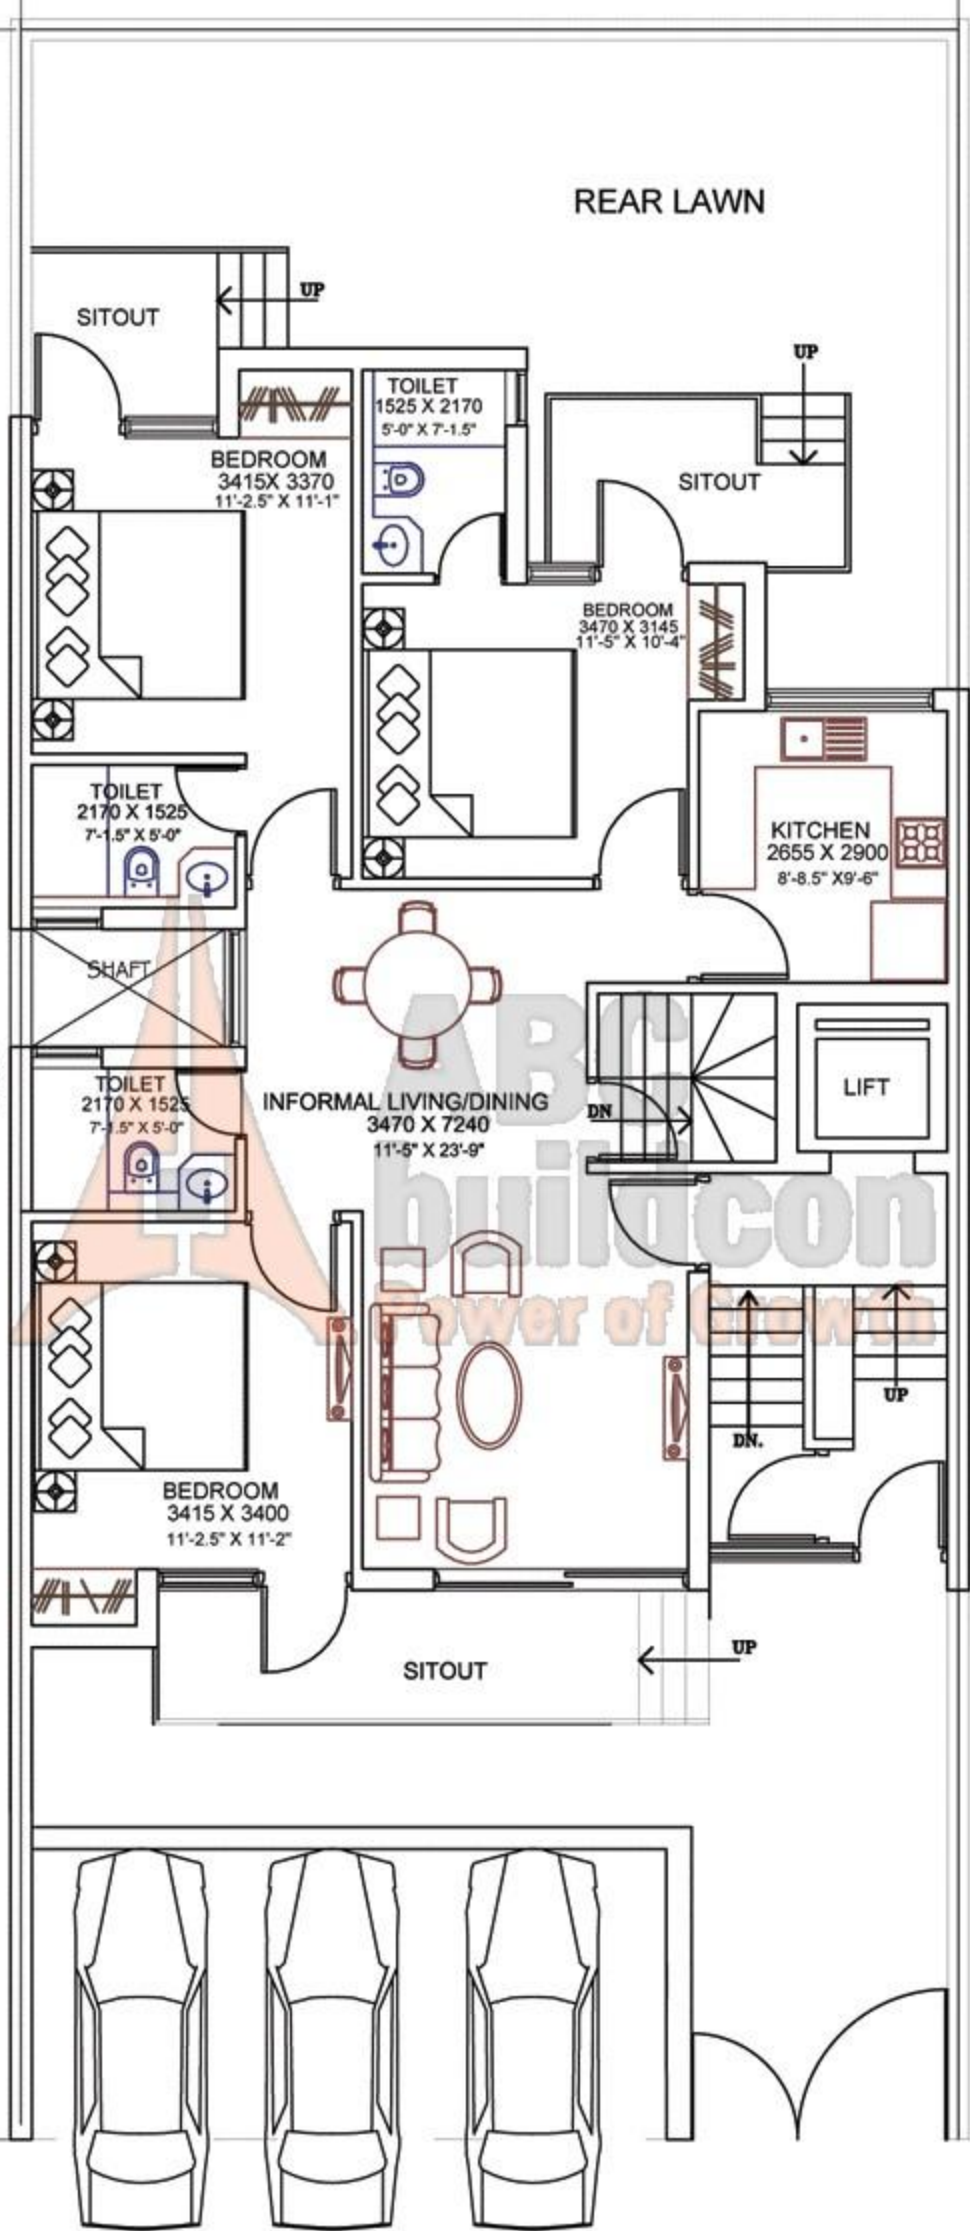 REAR LAWN
UP
SITOUT
UP
TOILET
1525 X 2170
5'-0" X 7'-1.5"
BEDROOM
3415X 3370
11'-2.5" X 11'-1"
SITOUT
BEDROOM
3470 X 3145
11'-5" X 10'-4"
TOILET
2170 X 1525
7'-1.5" X 5'-0"
KITCHEN
2655 X 2900
8'-8.5" X9'-6"
SHAFT
ABC
buildcon
Power of Growth
TOILET
2170 X 1525
7'-1.5" X 5'-0"
INFORMAL LIVING/DINING
3470 X 7240
11'-5" X 23'-9"
DN
LIFT
UP
DN.
BEDROOM
3415 X 3400
11'-2.5" X 11'-2"
UP
SITOUT